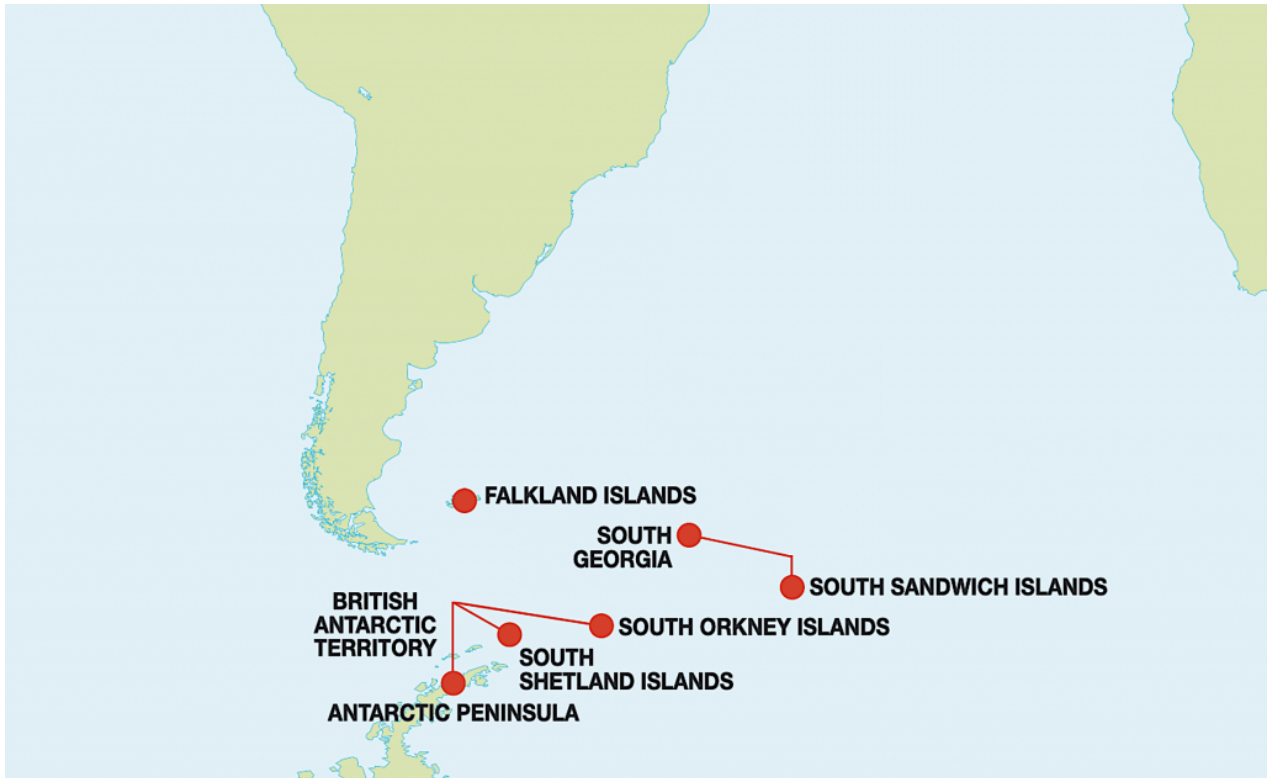 FALKLAND ISLANDS
SOUTH
GEORGIA
SOUTH SANDWICH ISLANDS
BRITISH
ANTARCTIC
TERRITORY
SOUTH ORKNEY ISLANDS
SOUTH
SHETLAND ISLANDS
ANTARCTIC PENINSULA